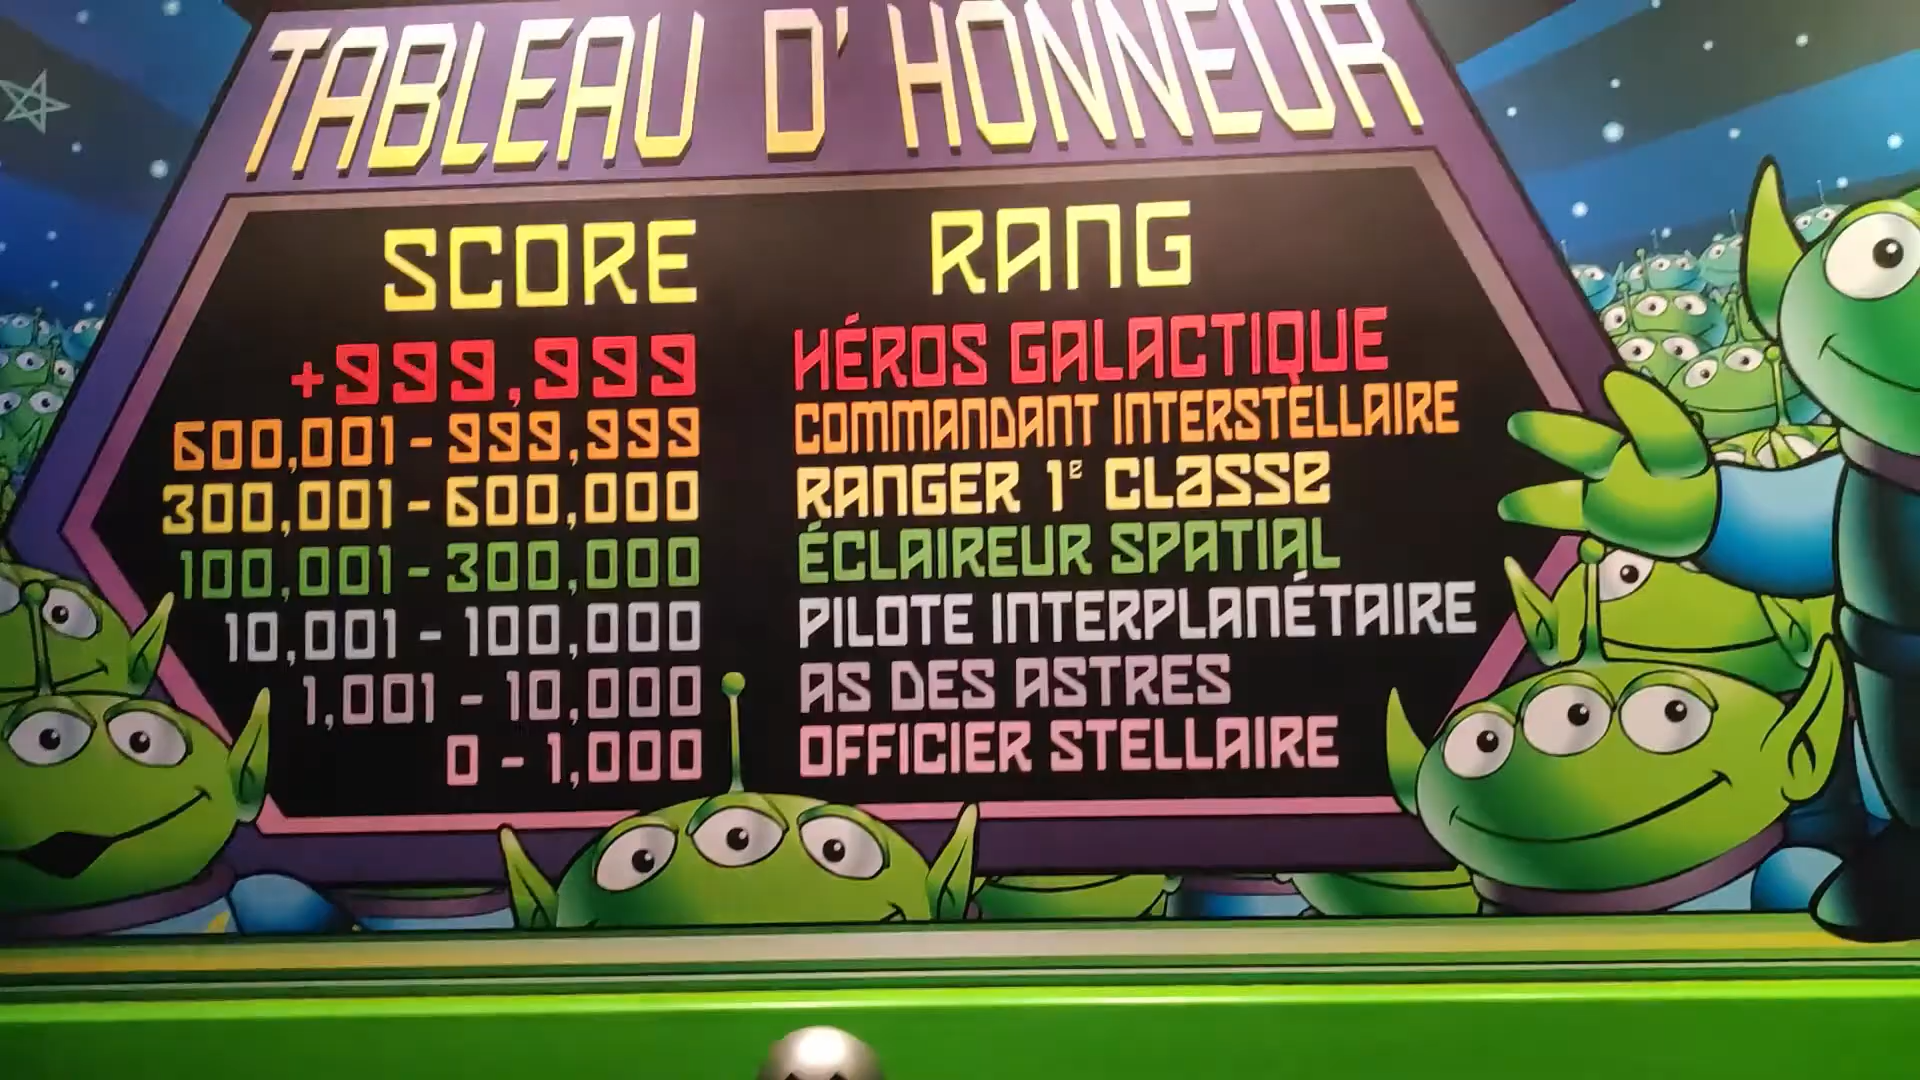 TABLEAU D'HONNEUR
SCORE RANG
+999,999 HÉROS GALACTIQUE
600,001 - 999,999 COMMANDANT INTERSTELLAIRE
300,001 - 600,000 RANGER 1e CLASSE
100,001 - 300,000 ÉCLAIREUR SPATIAL
10,001 - 100,000 PILOTE INTERPLANÉTAIRE
1,001 - 10,000 AS DES ASTRES
0 - 1,000 OFFICIER STELLAIRE